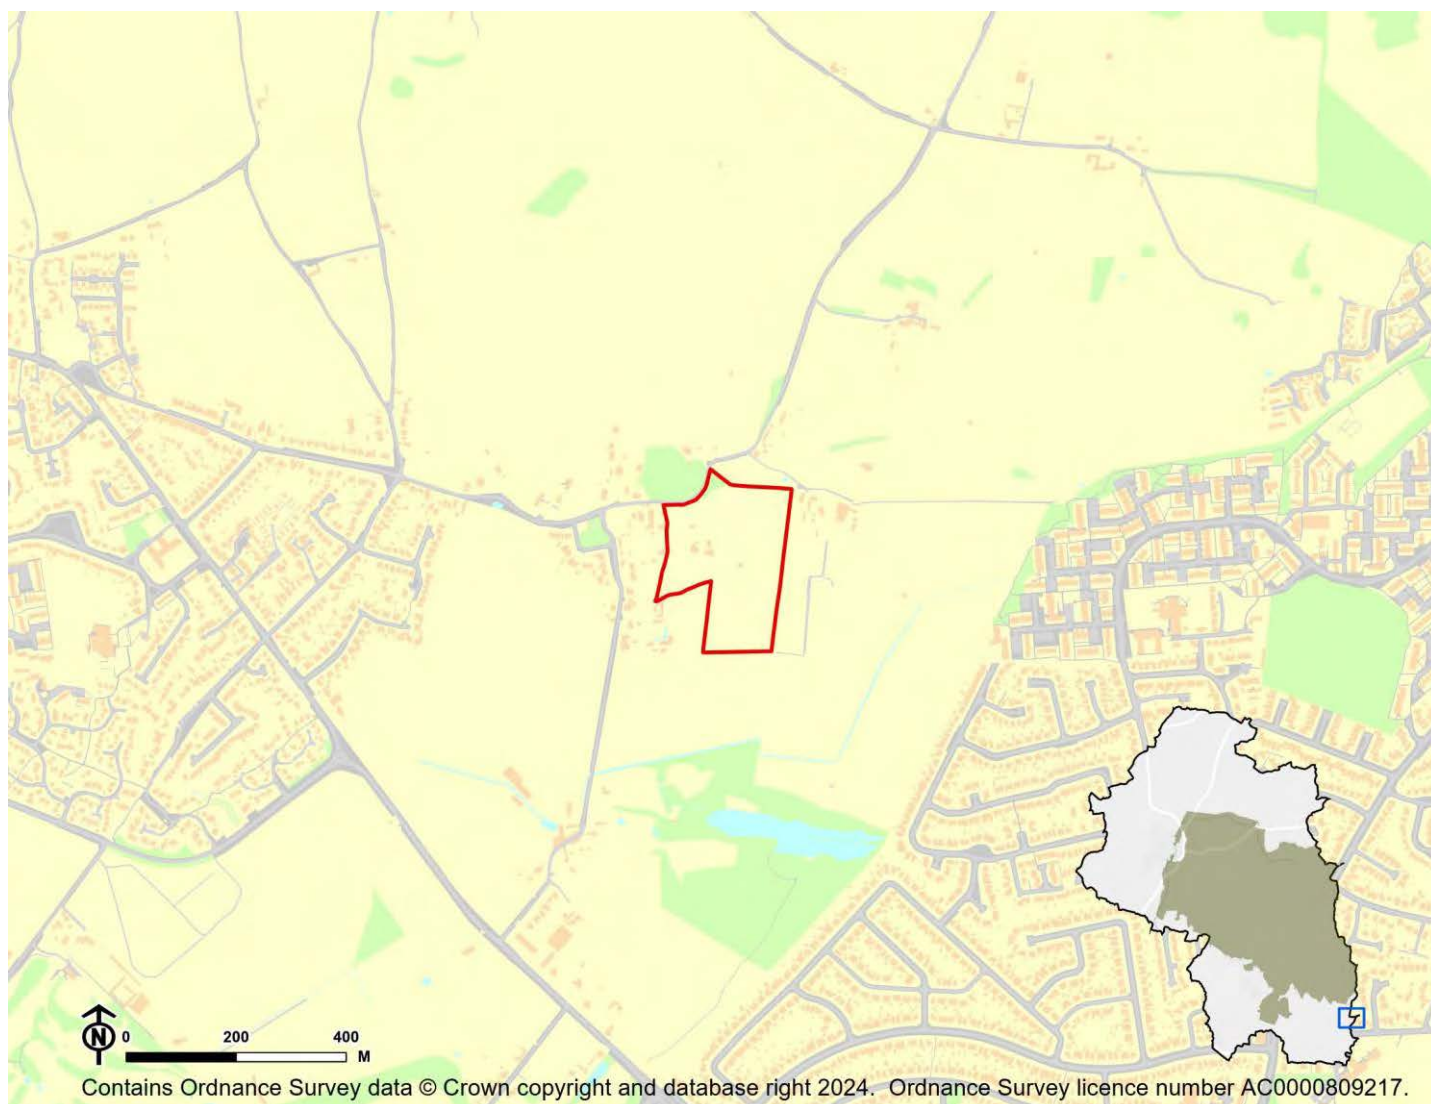 N
0 200 400
M
Contains Ordnance Survey data © Crown copyright and database right 2024. Ordnance Survey licence number AC0000809217.